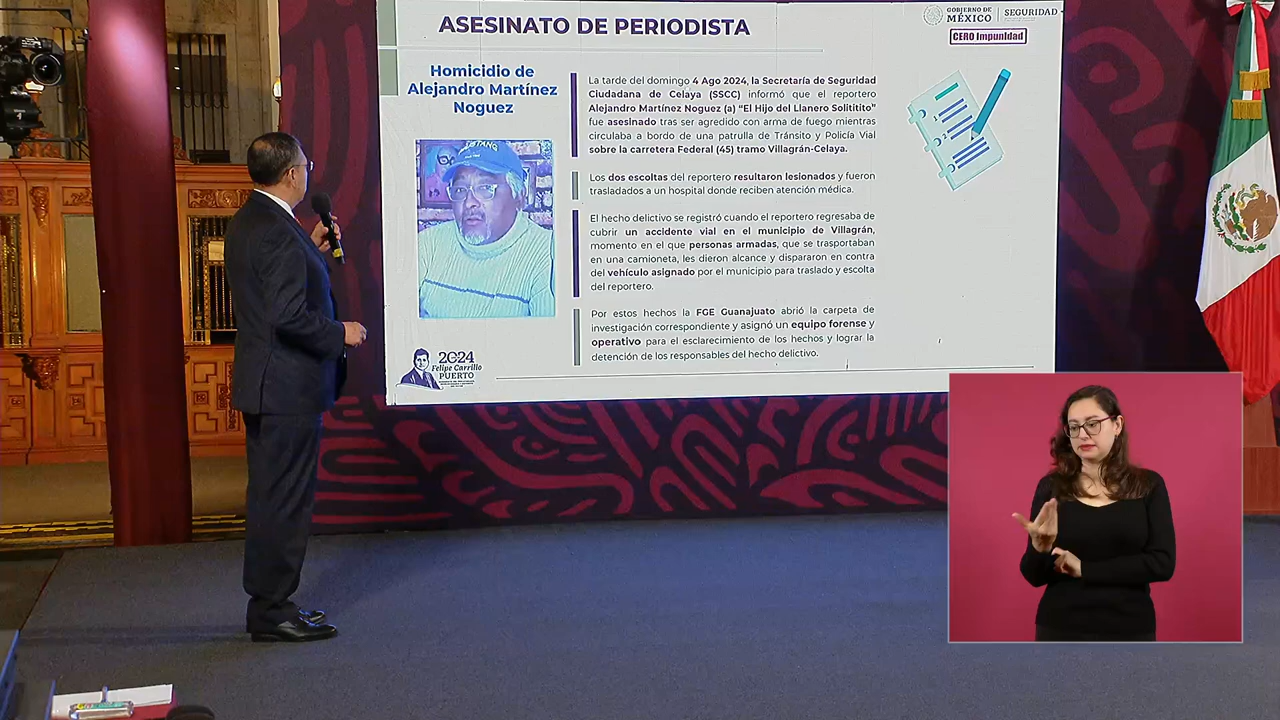 ASESINATO DE PERIODISTA
GOBIERNO DE
MÉXICO
SEGURIDAD
CERO Impunidad
Homicidio de
Alejandro Martínez
Noguez
La tarde del domingo 4 Ago 2024, la Secretaría de Seguridad
Ciudadana de Celaya (SSCC) informó que el reportero
Alejandro Martínez Noguez (a) "El Hijo del Llanero Solititito"
fue asesinado tras ser agredido con arma de fuego mientras
circulaba a bordo de una patrulla de Tránsito y Policía Vial
sobre la carretera Federal (45) tramo Villagrán-Celaya.
Los dos escoltas del reportero resultaron lesionados y fueron
trasladados a un hospital donde reciben atención médica.
El hecho delictivo se registró cuando el reportero regresaba de
cubrir un accidente vial en el municipio de Villagrán,
momento en el que personas armadas, que se trasportaban
en una camioneta, les dieron alcance y dispararon en contra
del vehículo asignado por el municipio para traslado y escolta
del reportero.
Por estos hechos la FGE Guanajuato abrió la carpeta de
investigación correspondiente y asignó un equipo forense y
operativo para el esclarecimiento de los hechos y lograr la
detención de los responsables del hecho delictivo.
2024
Felipe Carrillo
PUERTO